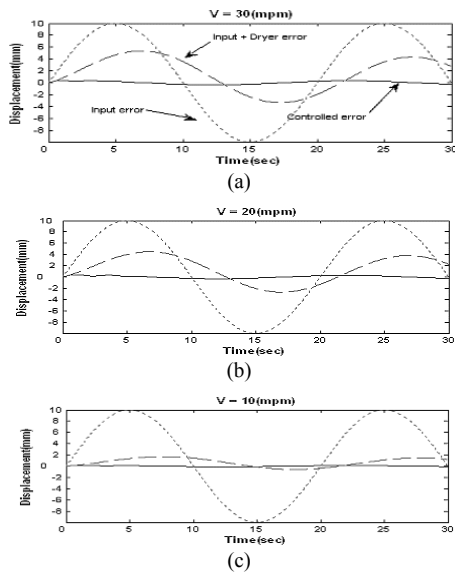 V = 30(mpm)
10
8
6
4
2
0
-2
-4
-6
-8
Displacement(mm)
Input + Dryer error
Input error
Controlled error
0 5 10 15 20 25 30
Time(sec)
(a)
V = 20(mpm)
10
8
6
4
2
0
-2
-4
-6
-8
Displacement(mm)
0 5 10 15 20 25 30
Time(sec)
(b)
V = 10(mpm)
10
8
6
4
2
0
-2
-4
-6
-8
Displacement(mm)
0 5 10 15 20 25 30
Time(sec)
(c)